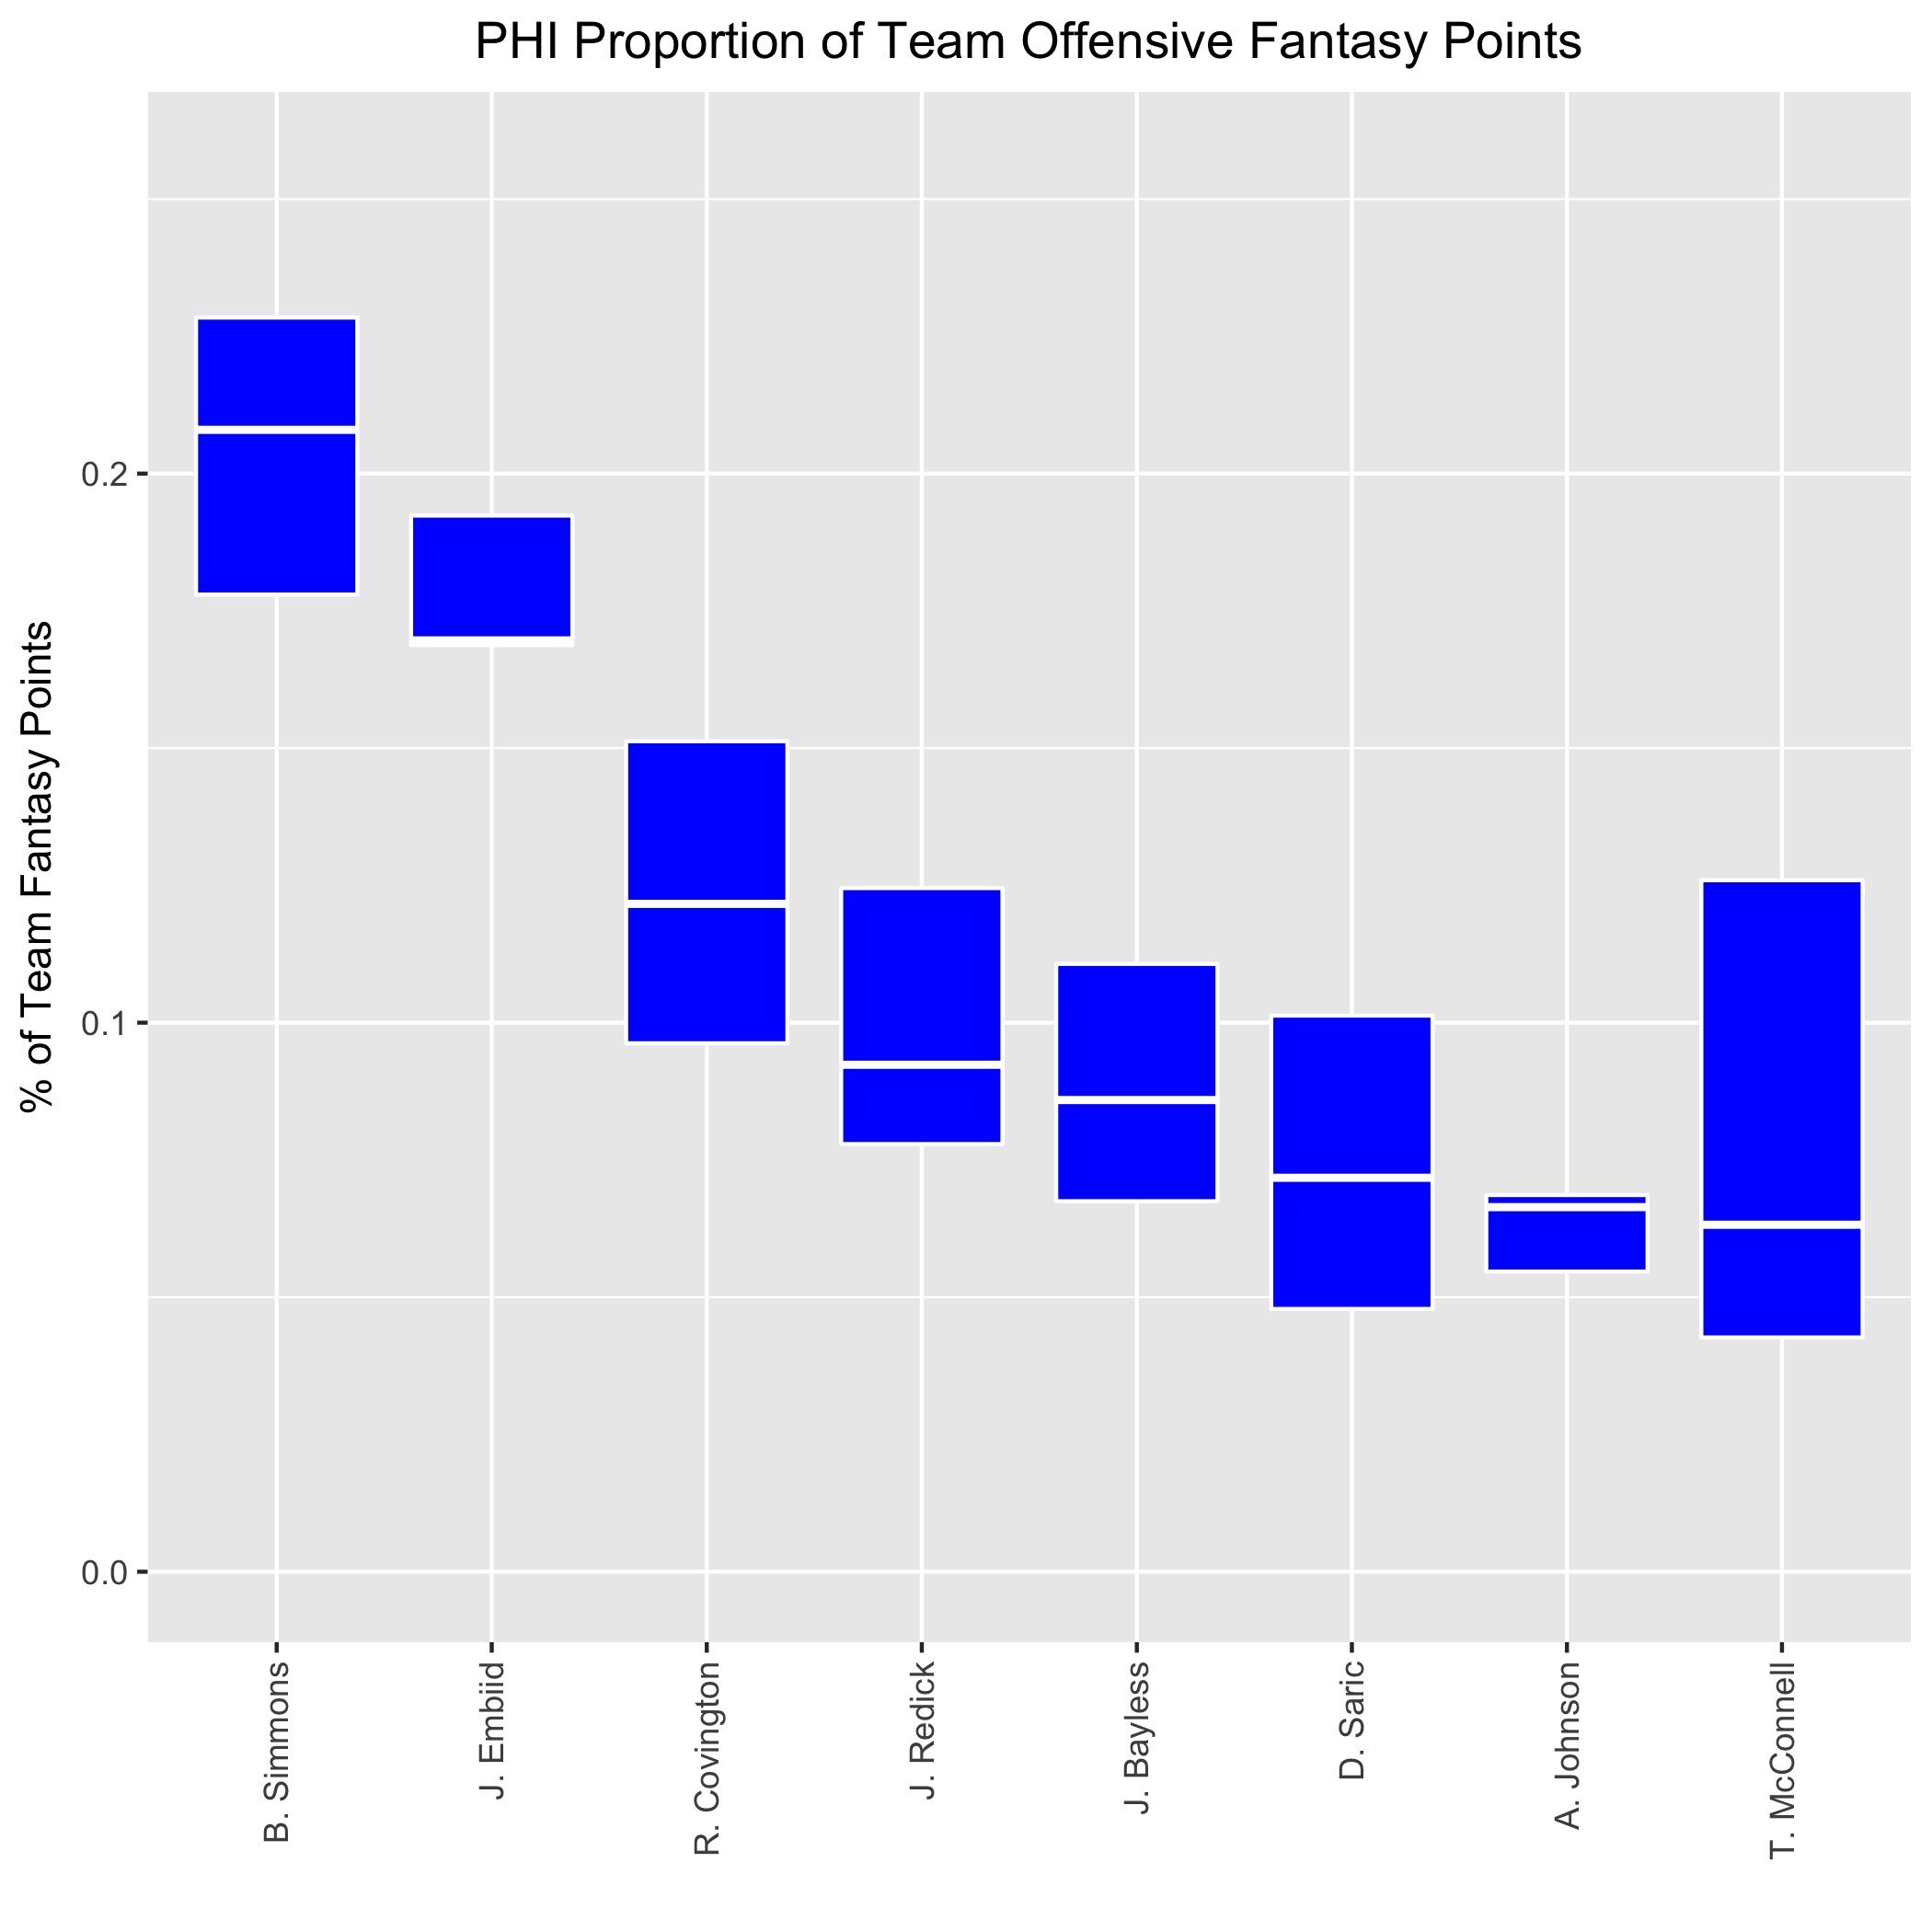 PHI Proportion of Team Offensive Fantasy Points
% of Team Fantasy Points
0.2
0.1
0.0
B. Simmons
J. Embiid
R. Covington
J. Redick
J. Bayless
D. Saric
A. Johnson
T. McConnell